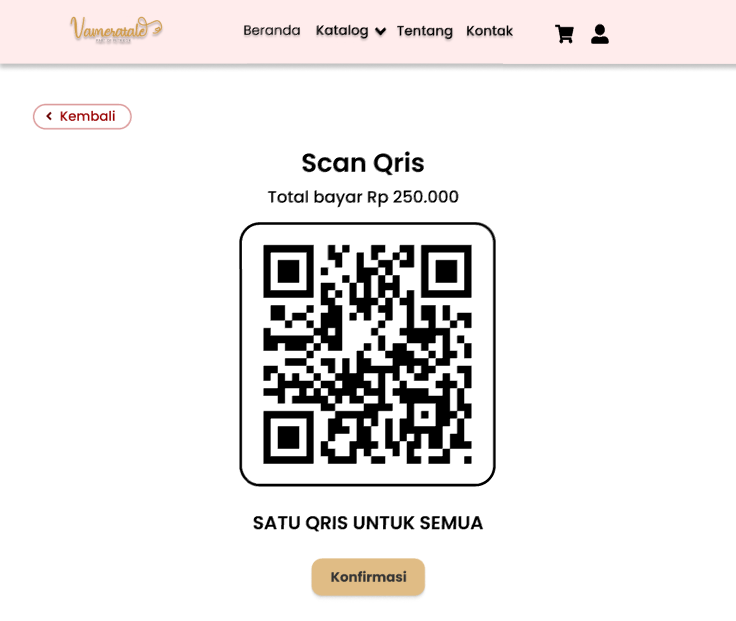 Vameratale
Beranda Katalog Tentang Kontak
Kembali
Scan Qris
Total bayar Rp 250.000
SATU QRIS UNTUK SEMUA
Konfirmasi